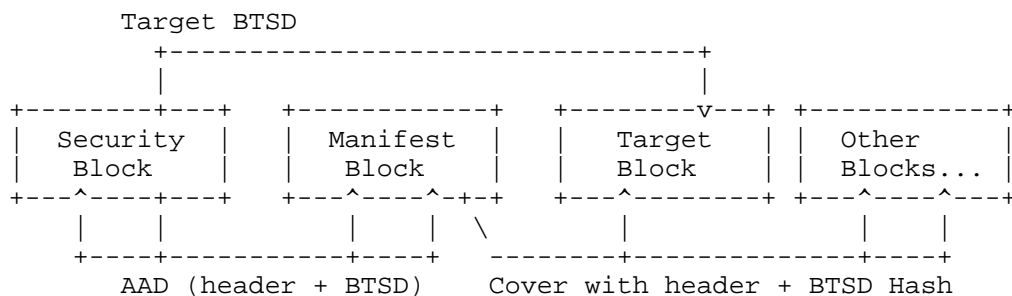 Target BTSD
Security Block
Manifest Block
Target Block
Other Blocks...
AAD (header + BTSD)
Cover with header + BTSD Hash